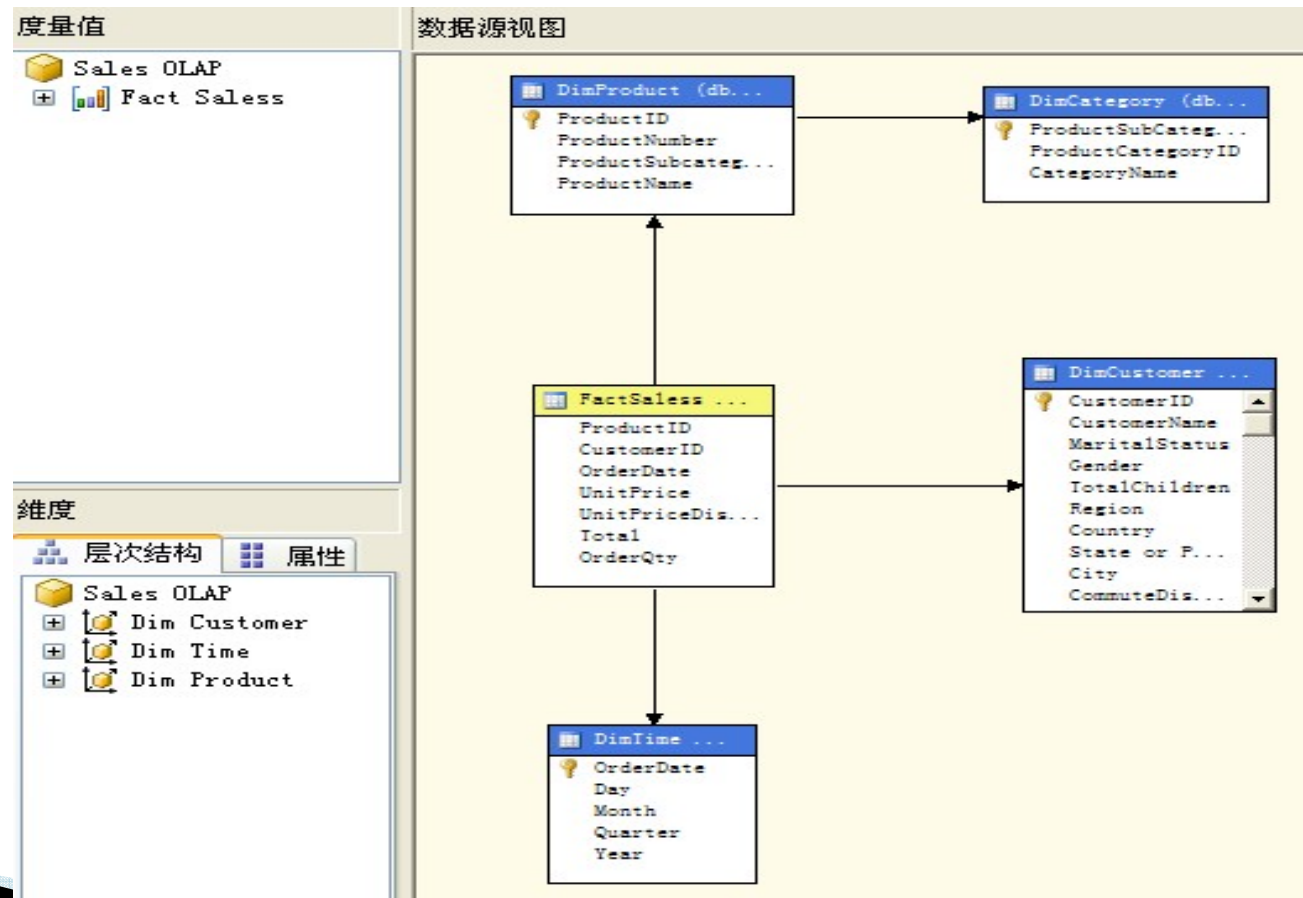 度量值
Sales OLAP
Fact Saless
维度
层次结构
属性
Sales OLAP
Dim Customer
Dim Time
Dim Product
数据源视图
DimProduct (db...
ProductID
ProductNumber
ProductSubcateg...
ProductName
DimCategory (db...
ProductSubCateg...
ProductCategoryID
CategoryName
FactSaless ...
ProductID
CustomerID
OrderDate
UnitPrice
UnitPriceDis...
Total
OrderQty
DimCustomer ...
CustomerID
CustomerName
MaritalStatus
Gender
TotalChildren
Region
Country
State or P...
City
CommuteDis...
DimTime ...
OrderDate
Day
Month
Quarter
Year